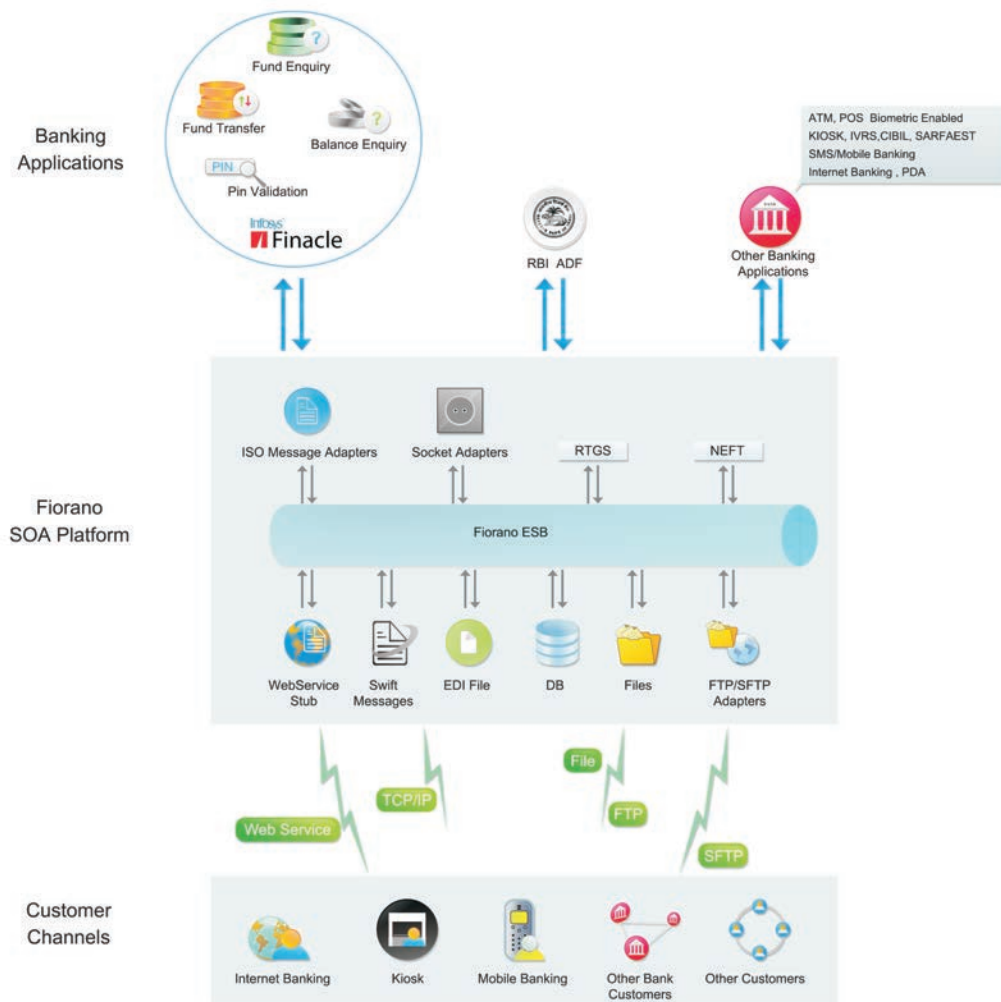 Banking
Applications
Fund Enquiry
Fund Transfer
Balance Enquiry
PIN
Pin Validation
Infosys
Finacle
RBI ADF
BANK
Other Banking
Applications
ATM, POS Biometric Enabled
KIOSK, IVRS,CIBIL, SARFAEST
SMS/Mobile Banking
Internet Banking , PDA
Fiorano
SOA Platform
ISO Message Adapters
Socket Adapters
RTGS
NEFT
Fiorano ESB
WebService
Stub
Swift
Messages
EDI File
DB
Files
FTP/SFTP
Adapters
Web Service
TCP/IP
File
FTP
SFTP
Customer
Channels
Internet Banking
Kiosk
Mobile Banking
Other Bank
Customers
Other Customers